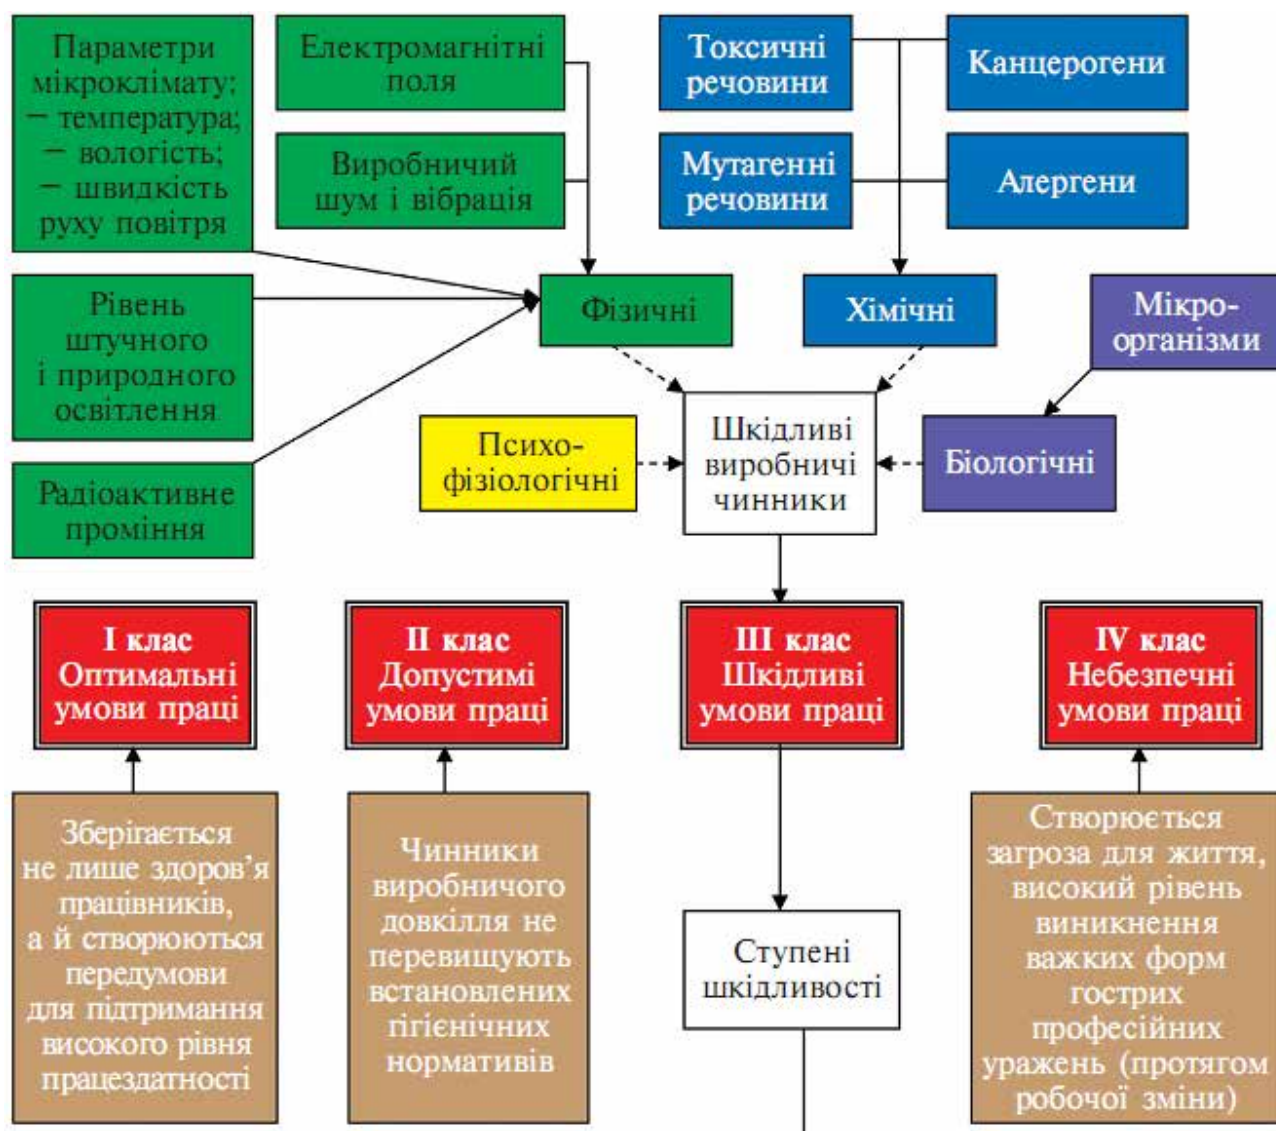 Параметри
мікроклімату:
– температура;
– вологість;
– швидкість
руху повітря
Електромагнітні
поля
Токсичні
речовини
Канцерогени
Виробничий
шум і вібрація
Мутагенні
речовини
Алергени
Рівень
штучного
і природного
освітлення
Фізичні
Хімічні
Мікро-
організми
Радіоактивне
проміння
Психо-
фізіологічні
Шкідливі
виробничі
чинники
Біологічні
I клас
Оптимальні
умови праці
II клас
Допустимі
умови праці
III клас
Шкідливі
умови праці
IV клас
Небезпечні
умови праці
Зберігається
не лише здоров’я
працівників,
а й створюються
передумови
для підтримання
високого рівня
працездатності
Чинники
виробничого
довкілля не
перевищують
встановлених
гігієнічних
нормативів
Ступені
шкідливості
Створюється
загроза для життя,
високий рівень
виникнення
важких форм
гострих
професійних
уражень (протягом
робочої зміни)